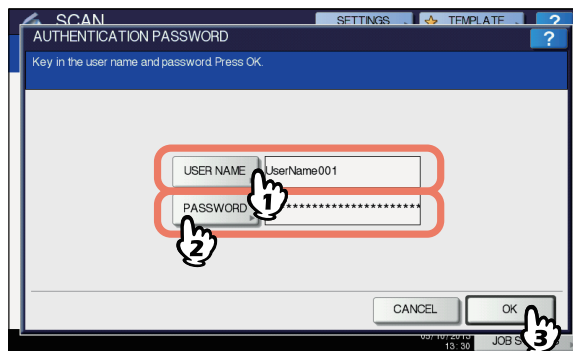 SCAN
SETTINGS TEMPLATE ?
AUTHENTICATION PASSWORD ?
Key in the user name and password. Press OK.
USER NAME UserName001
1
PASSWORD ***********************
2
CANCEL OK
3
13:30 JOB